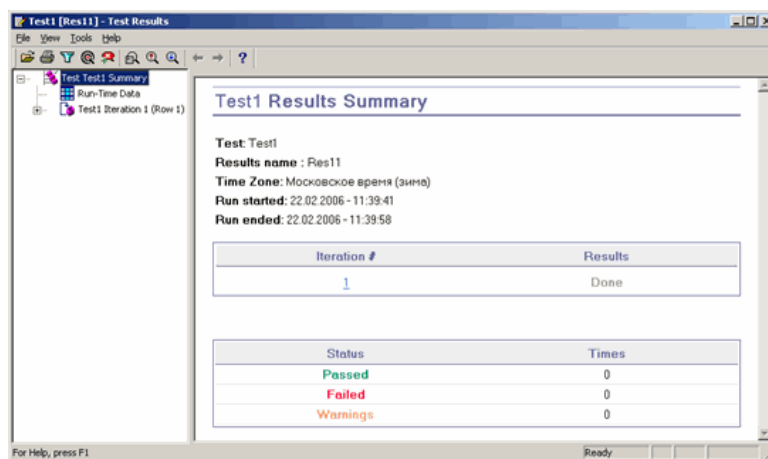 Test1 [Res11] - Test Results
File View Tools Help
Test Test1 Summary
Run-Time Data
Test1 Iteration 1 (Row 1)
Test1 Results Summary
Test: Test1
Results name : Res11
Time Zone: Московское время (зима)
Run started: 22.02.2006 - 11:39:41
Run ended: 22.02.2006 - 11:39:58
Iteration # Results
1 Done
Status Times
Passed 0
Failed 0
Warnings 0
For Help, press F1 Ready